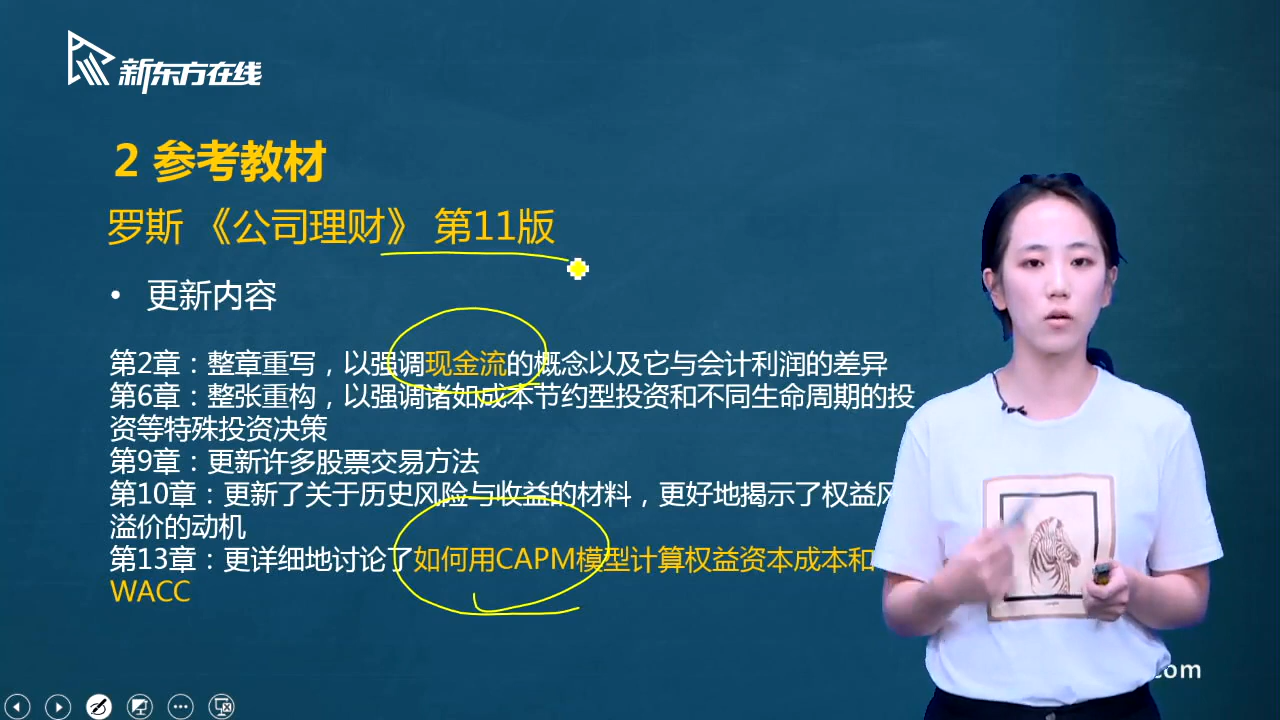 新东方在线
2 参考教材
罗斯 《公司理财》 第11版
• 更新内容
第2章：整章重写，以强调现金流的概念以及它与会计利润的差异
第6章：整张重构，以强调诸如成本节约型投资和不同生命周期的投
资等特殊投资决策
第9章：更新许多股票交易方法
第10章：更新了关于历史风险与收益的材料，更好地揭示了权益风
溢价的动机
第13章：更详细地讨论了如何用CAPM模型计算权益资本成本和
WACC
com